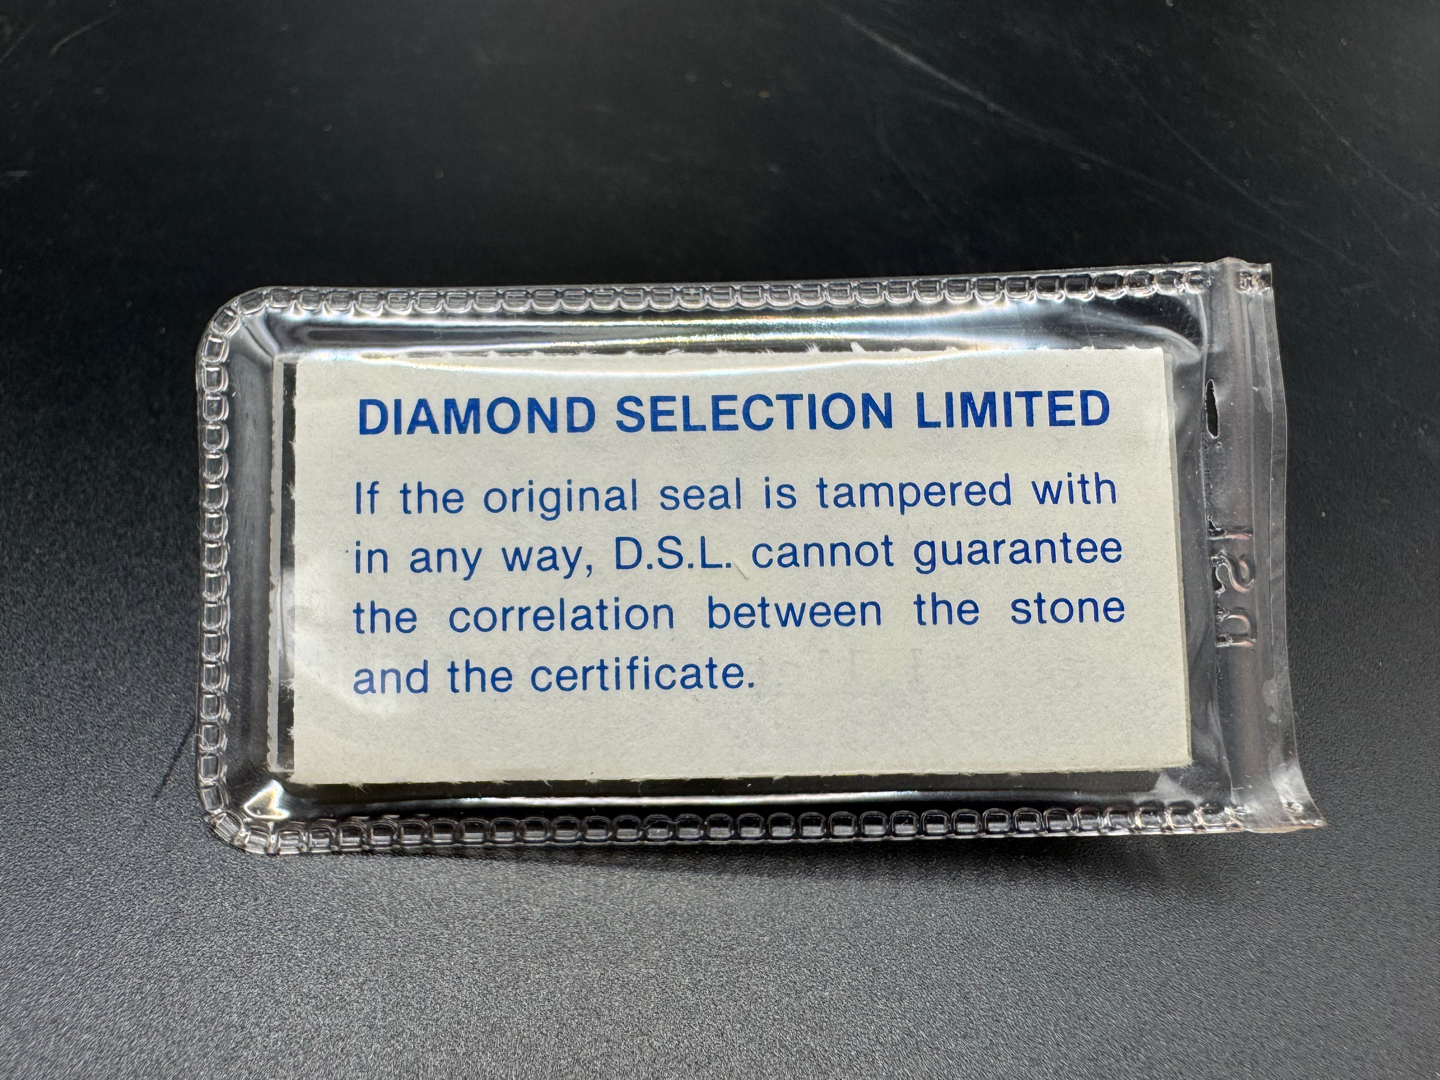 DIAMOND SELECTION LIMITED
If the original seal is tampered with
in any way, D.S.L. cannot guarantee
the correlation between the stone
and the certificate.
DSL